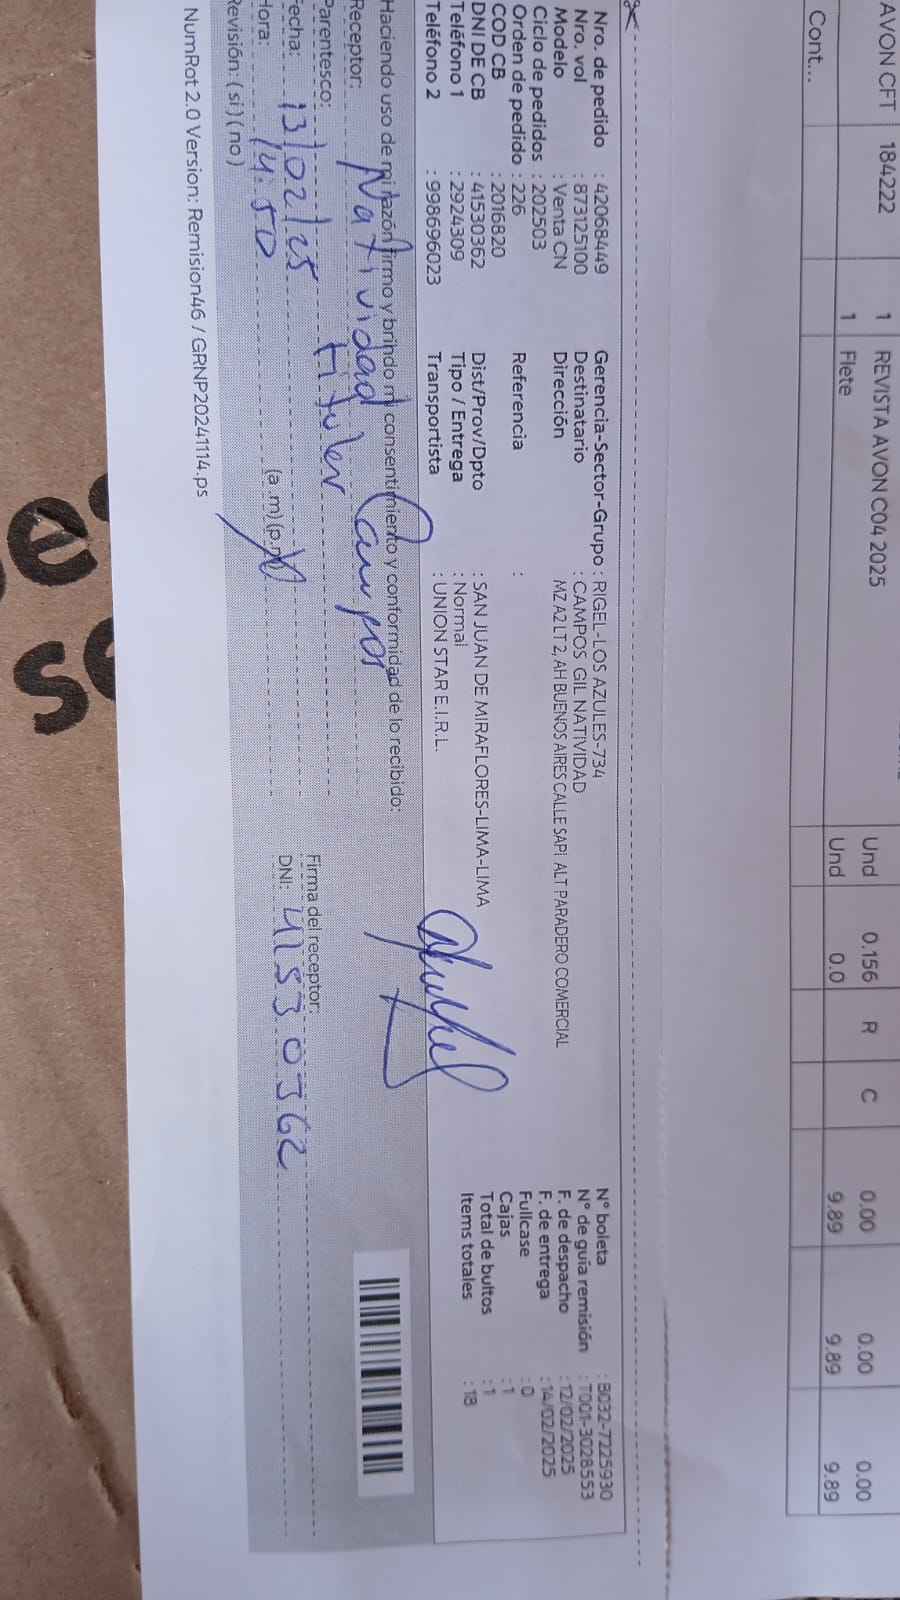 AVON CFT 184222 1 REVISTA AVON C04 2025 Und 0.156 R C 0.00 0.00 0.00
1 Flete Und 0.0 9.89 9.89 9.89
Cont...
Nro. de pedido : 42068449 Gerencia-Sector-Grupo : RIGEL-LOS AZULES-734 N° boleta : B032-7225930
Nro. vol : 873125100 Destinatario : CAMPOS GIL NATIVIDAD N° de guía remisión : T001-3028553
Modelo : Venta CN Dirección MZ A2 LT 2, AH BUENOS AIRES CALLE SAPI ALT PARADERO COMERCIAL F. de despacho : 12/02/2025
Ciclo de pedidos : 202503 F. de entrega : 14/02/2025
Orden de pedido : 226 Referencia : Fullcase : 0
COD CB : 2016820 Cajas : 1
DNI DE CB : 41530362 Dist/Prov/Dpto : SAN JUAN DE MIRAFLORES-LIMA-LIMA Total de bultos : 1
Teléfono 1 : 2924309 Tipo / Entrega : Normal Items totales : 18
Teléfono 2 : 998696023 Transportista : UNION STAR E.I.R.L.
Haciendo uso de mi razón firmo y brindo mi consentimiento y conformidad de lo recibido:
Receptor: Natividad Campos
Parentesco: titular Firma del receptor:
Fecha: 13/02/25 DNI: 41530362
Hora: 14:50 (a.m) (p.m)
Revisión: ( si ) ( no )
NumRot 2.0 Version: Remision46 / GRNP20241114.ps